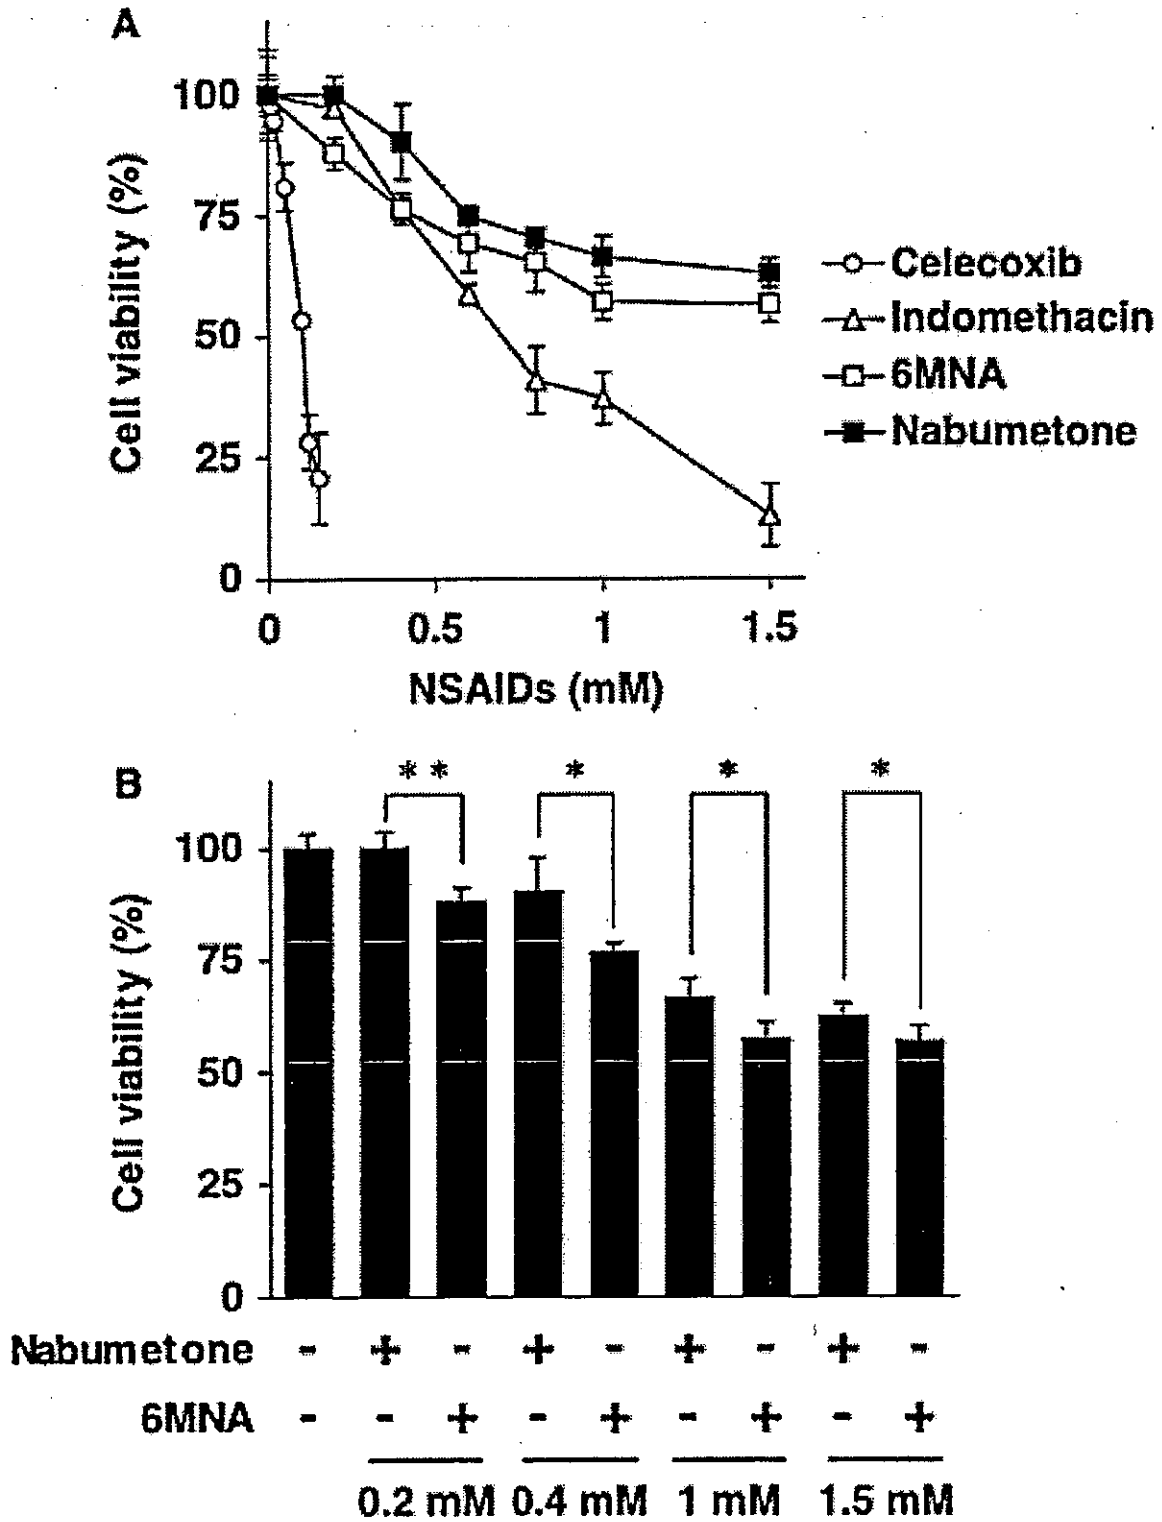 A
100
75
50
25
0
Cell viability (%)
0 0.5 1 1.5
NSAIDs (mM)
Celecoxib
Indomethacin
6MNA
Nabumetone
B
** * * *
100
75
50
25
0
Cell viability (%)
Nabumetone - + - + - + - + -
6MNA - - + - + - + - +
0.2 mM 0.4 mM 1 mM 1.5 mM